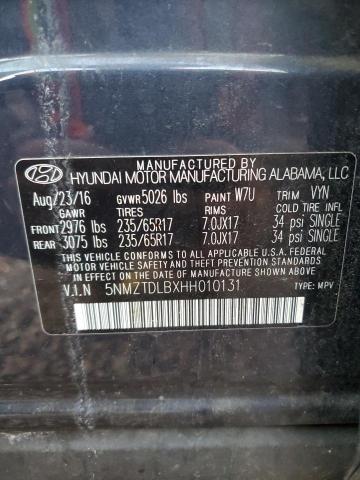 MANUFACTURED BY
HYUNDAI MOTOR MANUFACTURING ALABAMA, LLC
Aug/23/16 GVWR 5026 lbs PAINT W7U TRIM VYN
GAWR TIRES RIMS COLD TIRE INFL
FRONT 2976 lbs 235/65R17 7.0JX17 34 psi SINGLE
REAR 3075 lbs 235/65R17 7.0JX17 34 psi SINGLE
THIS VEHICLE CONFORMS TO ALL APPLICABLE U.S.A. FEDERAL
MOTOR VEHICLE SAFETY AND THEFT PREVENTION STANDARDS
IN EFFECT ON THE DATE OF MANUFACTURE SHOWN ABOVE.
V.I.N 5NMZTDLBXHH010131 TYPE: MPV